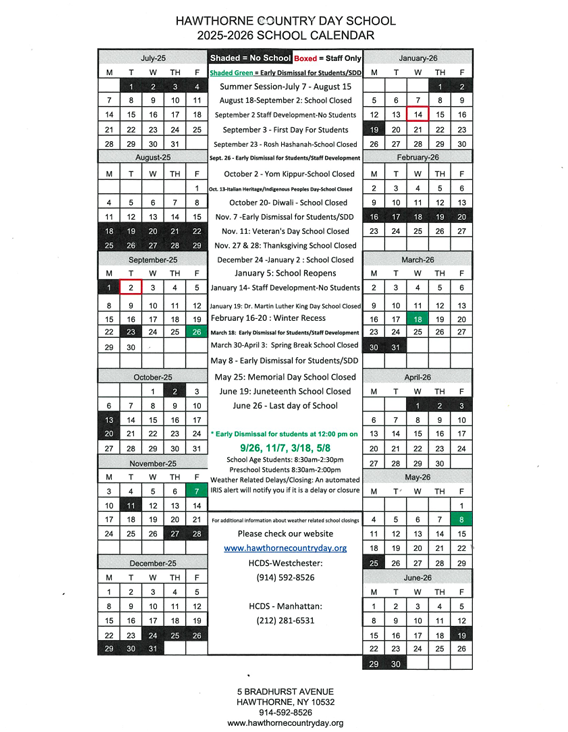 HAWTHORNE COUNTRY DAY SCHOOL
2025-2026 SCHOOL CALENDAR
July-25
M T W TH F
1 2 3 4
7 8 9 10 11
14 15 16 17 18
21 22 23 24 25
28 29 30 31
August-25
M T W TH F
1
4 5 6 7 8
11 12 13 14 15
18 19 20 21 22
25 26 27 28 29
September-25
M T W TH F
1 2 3 4 5
8 9 10 11 12
15 16 17 18 19
22 23 24 25 26
29 30
October-25
1 2 3
6 7 8 9 10
13 14 15 16 17
20 21 22 23 24
27 28 29 30 31
November-25
M T W TH F
3 4 5 6 7
10 11 12 13 14
17 18 19 20 21
24 25 26 27 28
December-25
M T W TH F
1 2 3 4 5
8 9 10 11 12
15 16 17 18 19
22 23 24 25 26
29 30 31
Shaded = No School Boxed = Staff Only
Shaded Green = Early Dismissal for Students/SDD
Summer Session-July 7 - August 15
August 18-September 2: School Closed
September 2 Staff Development-No Students
September 3 - First Day For Students
September 23 - Rosh Hashanah-School Closed
Sept. 26 - Early Dismissal for Students/Staff Development
October 2 - Yom Kippur-School Closed
Oct. 13-Italian Heritage/Indigenous Peoples Day-School Closed
October 20- Diwali - School Closed
Nov. 7 -Early Dismissal for Students/SDD
Nov. 11: Veteran's Day School Closed
Nov. 27 & 28: Thanksgiving School Closed
December 24 -January 2 : School Closed
January 5: School Reopens
January 14- Staff Development-No Students
January 19: Dr. Martin Luther King Day School Closed
February 16-20 : Winter Recess
March 18: Early Dismissal for Students/Staff Development
March 30-April 3: Spring Break School Closed
May 8 - Early Dismissal for Students/SDD
May 25: Memorial Day School Closed
June 19: Juneteenth School Closed
June 26 - Last day of School
* Early Dismissal for students at 12:00 pm on
9/26, 11/7, 3/18, 5/8
School Age Students: 8:30am-2:30pm
Preschool Students 8:30am-2:00pm
Weather Related Delays/Closing: An automated
IRIS alert will notify you if it is a delay or closure
For additional information about weather related school closings
Please check our website
www.hawthornecountryday.org
HCDS-Westchester:
(914) 592-8526
HCDS - Manhattan:
(212) 281-6531
January-26
M T W TH F
1 2
5 6 7 8 9
12 13 14 15 16
19 20 21 22 23
26 27 28 29 30
February-26
M T W TH F
2 3 4 5 6
9 10 11 12 13
16 17 18 19 20
23 24 25 26 27
March-26
M T W TH F
2 3 4 5 6
9 10 11 12 13
16 17 18 19 20
23 24 25 26 27
30 31
April-26
M T W TH F
1 2 3
6 7 8 9 10
13 14 15 16 17
20 21 22 23 24
27 28 29 30
May-26
M T W TH F
1
4 5 6 7 8
11 12 13 14 15
18 19 20 21 22
25 26 27 28 29
June-26
M T W TH F
1 2 3 4 5
8 9 10 11 12
15 16 17 18 19
22 23 24 25 26
29 30
5 BRADHURST AVENUE
HAWTHORNE, NY 10532
914-592-8526
www.hawthornecountryday.org